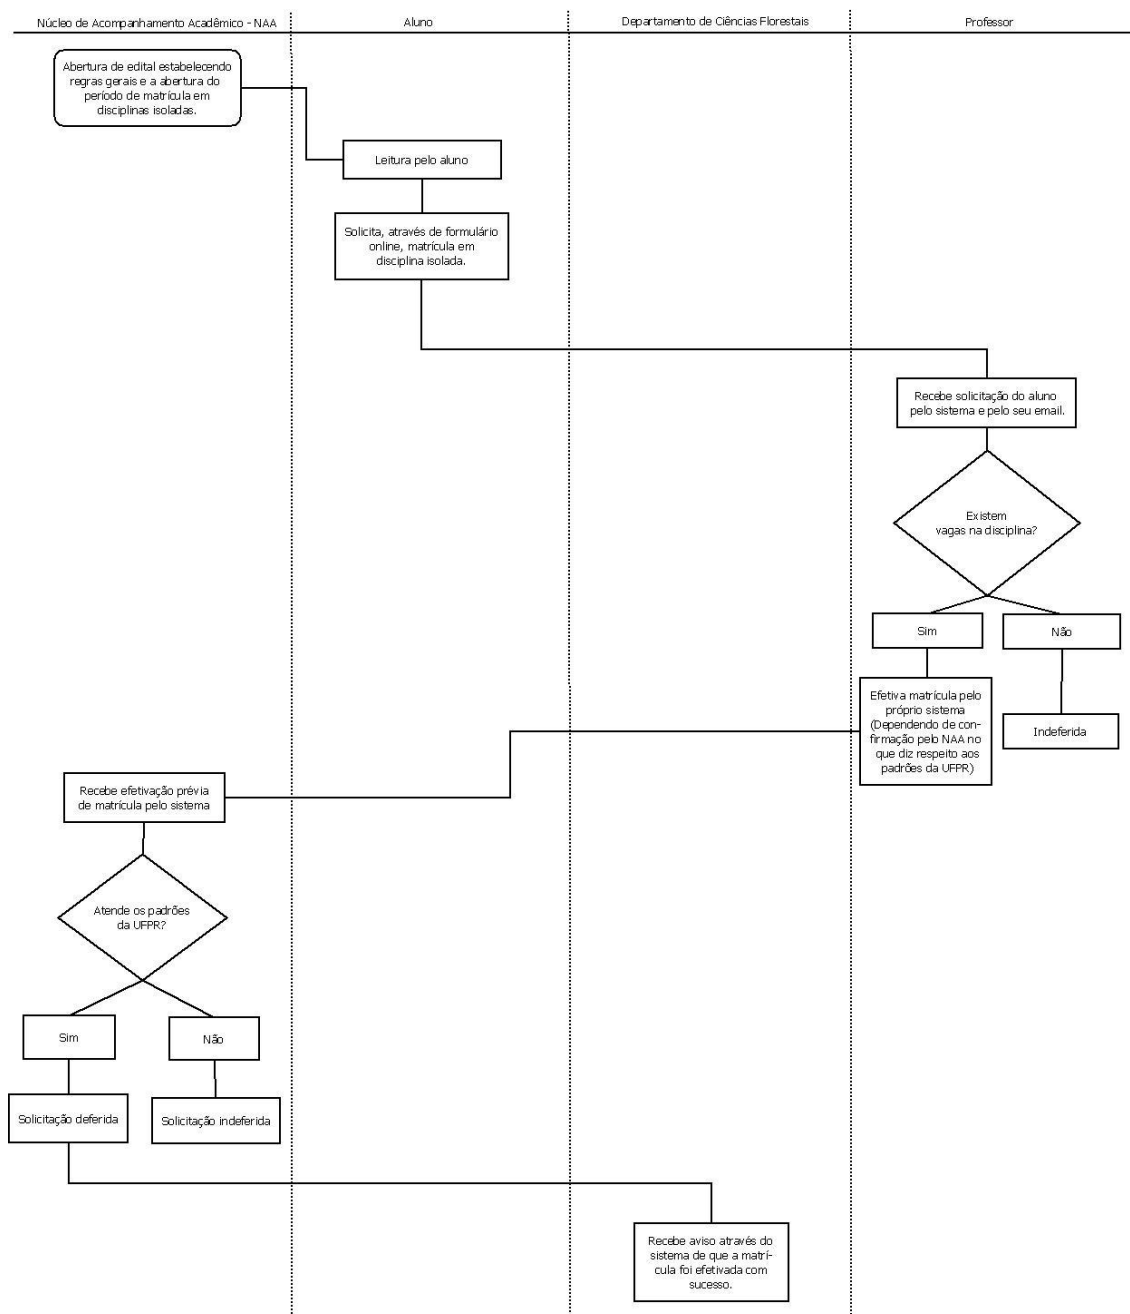 Núcleo de Acompanhamento Acadêmico - NAA
Aluno
Departamento de Ciências Florestais
Professor
Abertura de edital estabelecendo
regras gerais e a abertura do
período de matrícula em
disciplinas isoladas.
Leitura pelo aluno
Solicita, através de formulário
online, matrícula em
disciplina isolada.
Recebe solicitação do aluno
pelo sistema e pelo seu email.
Existem
vagas na disciplina?
Sim
Não
Efetiva matrícula pelo
próprio sistema
(Dependendo de con-
firmação pelo NAA no
que diz respeito aos
padrões da UFPR)
Indeferida
Recebe efetivação prévia
de matrícula pelo sistema
Atende os padrões
da UFPR?
Sim
Não
Solicitação deferida
Solicitação indeferida
Recebe aviso através do
sistema de que a matrí-
cula foi efetivada com
sucesso.